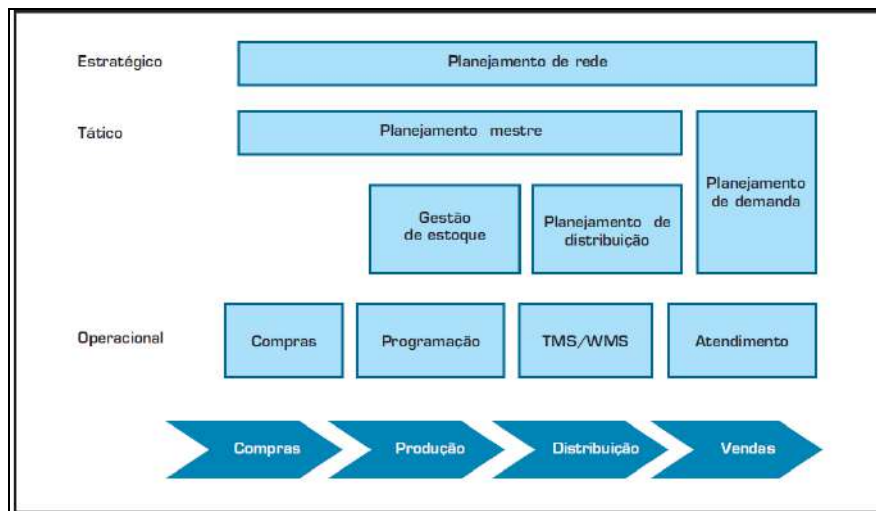 Estratégico
Planejamento de rede
Tático
Planejamento mestre
Planejamento
de demanda
Gestão
de estoque
Planejamento de
distribuição
Operacional
Compras
Programação
TMS/WMS
Atendimento
Compras
Produção
Distribuição
Vendas